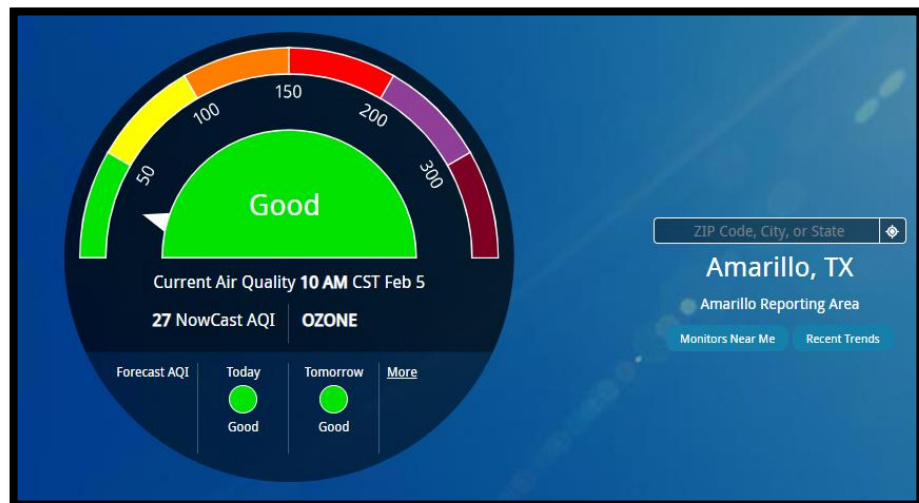 50
100
150
200
300
Good
Current Air Quality 10 AM CST Feb 5
27 NowCast AQI
OZONE
Forecast AQI
Today
Good
Tomorrow
Good
More
ZIP Code, City, or State
Amarillo, TX
Amarillo Reporting Area
Monitors Near Me
Recent Trends